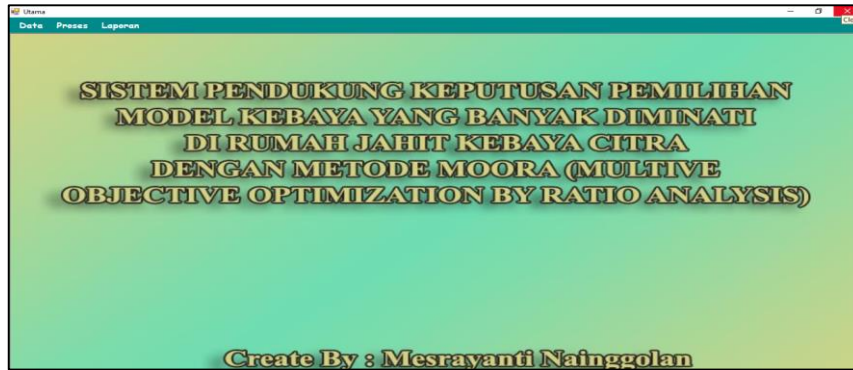 Utama
Data Proses Laporan
SISTEM PENDUKUNG KEPUTUSAN PEMILIHAN
MODEL KEBAYA YANG BANYAK DIMINATI
DI RUMAH JAHIT KEBAYA CITRA
DENGAN METODE MOORA (MULTIVE
OBJECTIVE OPTIMIZATION BY RATIO ANALYSIS)
Create By : Mesrayanti Nainggolan